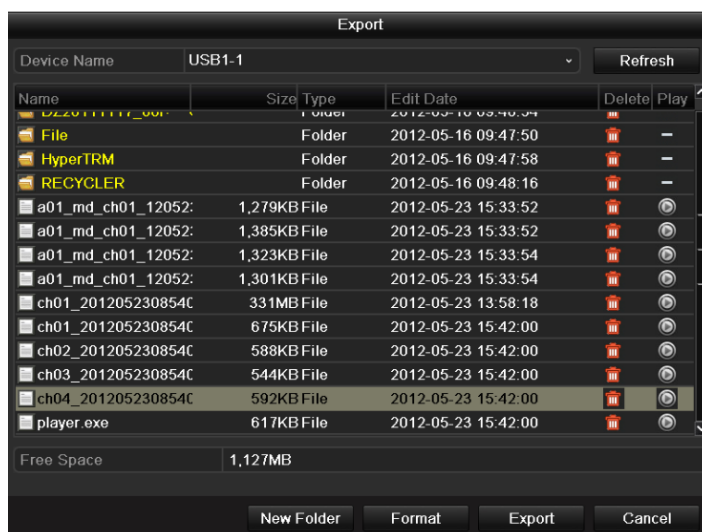 Export
Device Name USB1-1 Refresh
Name Size Type Edit Date Delete Play
File Folder 2012-05-16 09:47:50
HyperTRM Folder 2012-05-16 09:47:58
RECYCLER Folder 2012-05-16 09:48:16
a01_md_ch01_12052 1,279KB File 2012-05-23 15:33:52
a01_md_ch01_12052 1,385KB File 2012-05-23 15:33:52
a01_md_ch01_12052 1,323KB File 2012-05-23 15:33:54
a01_md_ch01_12052 1,301KB File 2012-05-23 15:33:54
ch01_2012052308540 331MB File 2012-05-23 13:58:18
ch01_2012052308540 675KB File 2012-05-23 15:42:00
ch02_2012052308540 588KB File 2012-05-23 15:42:00
ch03_2012052308540 544KB File 2012-05-23 15:42:00
ch04_2012052308540 592KB File 2012-05-23 15:42:00
player.exe 617KB File 2012-05-23 15:42:00
Free Space 1,127MB
New Folder Format Export Cancel